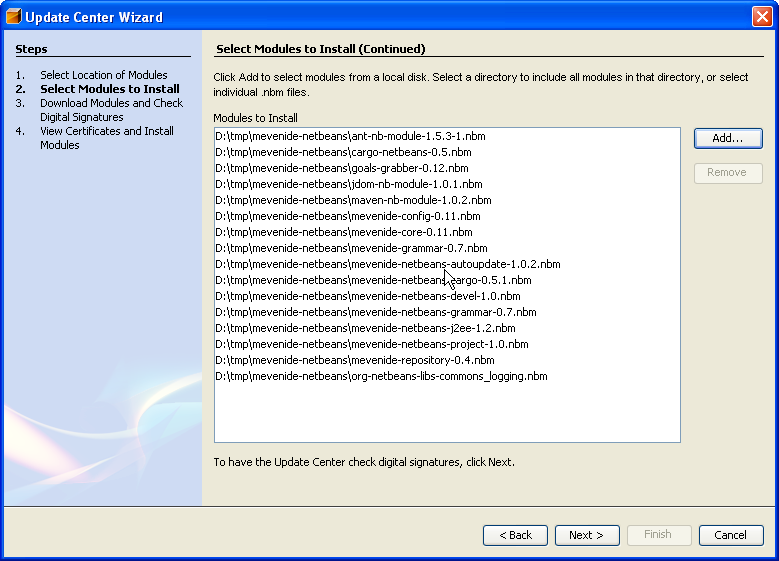 Update Center Wizard
Steps
1. Select Location of Modules
2. Select Modules to Install
3. Download Modules and Check
Digital Signatures
4. View Certificates and Install
Modules
Select Modules to Install (Continued)
Click Add to select modules from a local disk. Select a directory to include all modules in that directory, or select
individual .nbm files.
Modules to Install
D:\tmp\mevenide-netbeans\ant-nb-module-1.5.3-1.nbm
D:\tmp\mevenide-netbeans\cargo-netbeans-0.5.nbm
D:\tmp\mevenide-netbeans\goals-grabber-0.12.nbm
D:\tmp\mevenide-netbeans\jdom-nb-module-1.0.1.nbm
D:\tmp\mevenide-netbeans\maven-nb-module-1.0.2.nbm
D:\tmp\mevenide-netbeans\mevenide-config-0.11.nbm
D:\tmp\mevenide-netbeans\mevenide-core-0.11.nbm
D:\tmp\mevenide-netbeans\mevenide-grammar-0.7.nbm
D:\tmp\mevenide-netbeans\mevenide-netbeans-autoupdate-1.0.2.nbm
D:\tmp\mevenide-netbeans\mevenide-netbeans-cargo-0.5.1.nbm
D:\tmp\mevenide-netbeans\mevenide-netbeans-devel-1.0.nbm
D:\tmp\mevenide-netbeans\mevenide-netbeans-grammar-0.7.nbm
D:\tmp\mevenide-netbeans\mevenide-netbeans-j2ee-1.2.nbm
D:\tmp\mevenide-netbeans\mevenide-netbeans-project-1.0.nbm
D:\tmp\mevenide-netbeans\mevenide-repository-0.4.nbm
D:\tmp\mevenide-netbeans\org-netbeans-libs-commons_logging.nbm
Add...
Remove
To have the Update Center check digital signatures, click Next.
< Back
Next >
Finish
Cancel